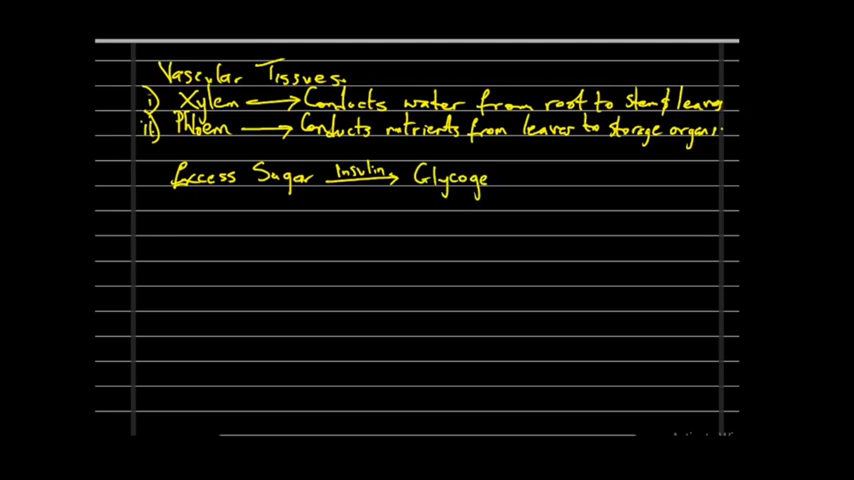 Vascular Tissues.
i) Xylem ⟷ Conducts water from root to stem & leaves
ii) Phloem ⟶ Conducts nutrients from leaves to storage organs.
Excess Sugar Insulin⟶ Glycoge